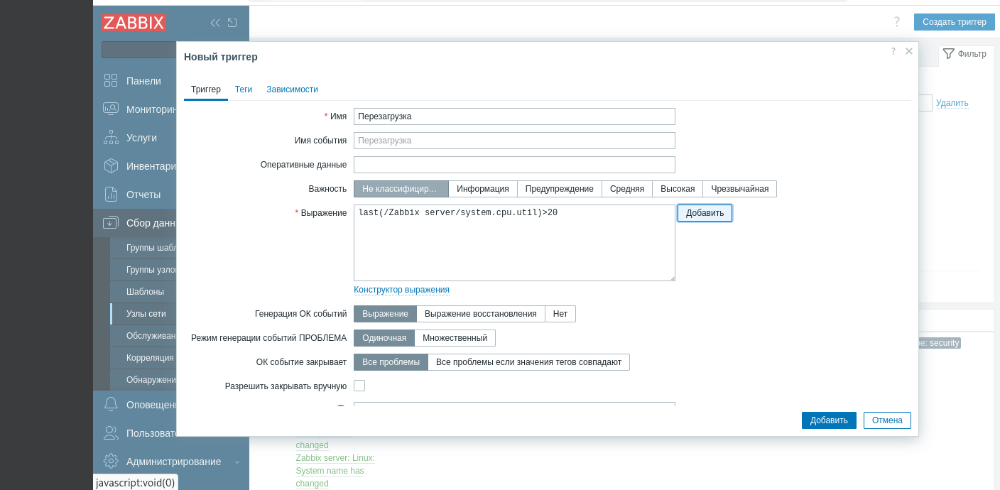 ZABBIX
?
Создать триггер
Новый триггер
?
Фильтр
Панели
Триггер
Теги
Зависимости
Удалить
* Имя
Перезагрузка
Услуги
Имя события
Перезагрузка
Оперативные данные
Отчеты
Важность
Не классифицир…
Информация
Предупреждение
Средняя
Высокая
Чрезвычайная
* Выражение
last(/Zabbix server/system.cpu.util)>20
Добавить
Сбор данн
Группы шабл
Группы узло
Шаблоны
Конструктор выражения
Узлы сети
Генерация ОК событий
Выражение
Выражение восстановления
Нет
Обслуживан
Режим генерации событий ПРОБЛЕМА
Одиночная
Множественный
pe: security
Корреляция
ОК событие закрывает
Все проблемы
Все проблемы если значения тегов совпадают
Обнаружени
Разрешить закрывать вручную
Оповещен
Добавить
Отмена
Пользоват
changed
Zabbix server: Linux:
Администрирование
System name has
changed
javascript:void(0)